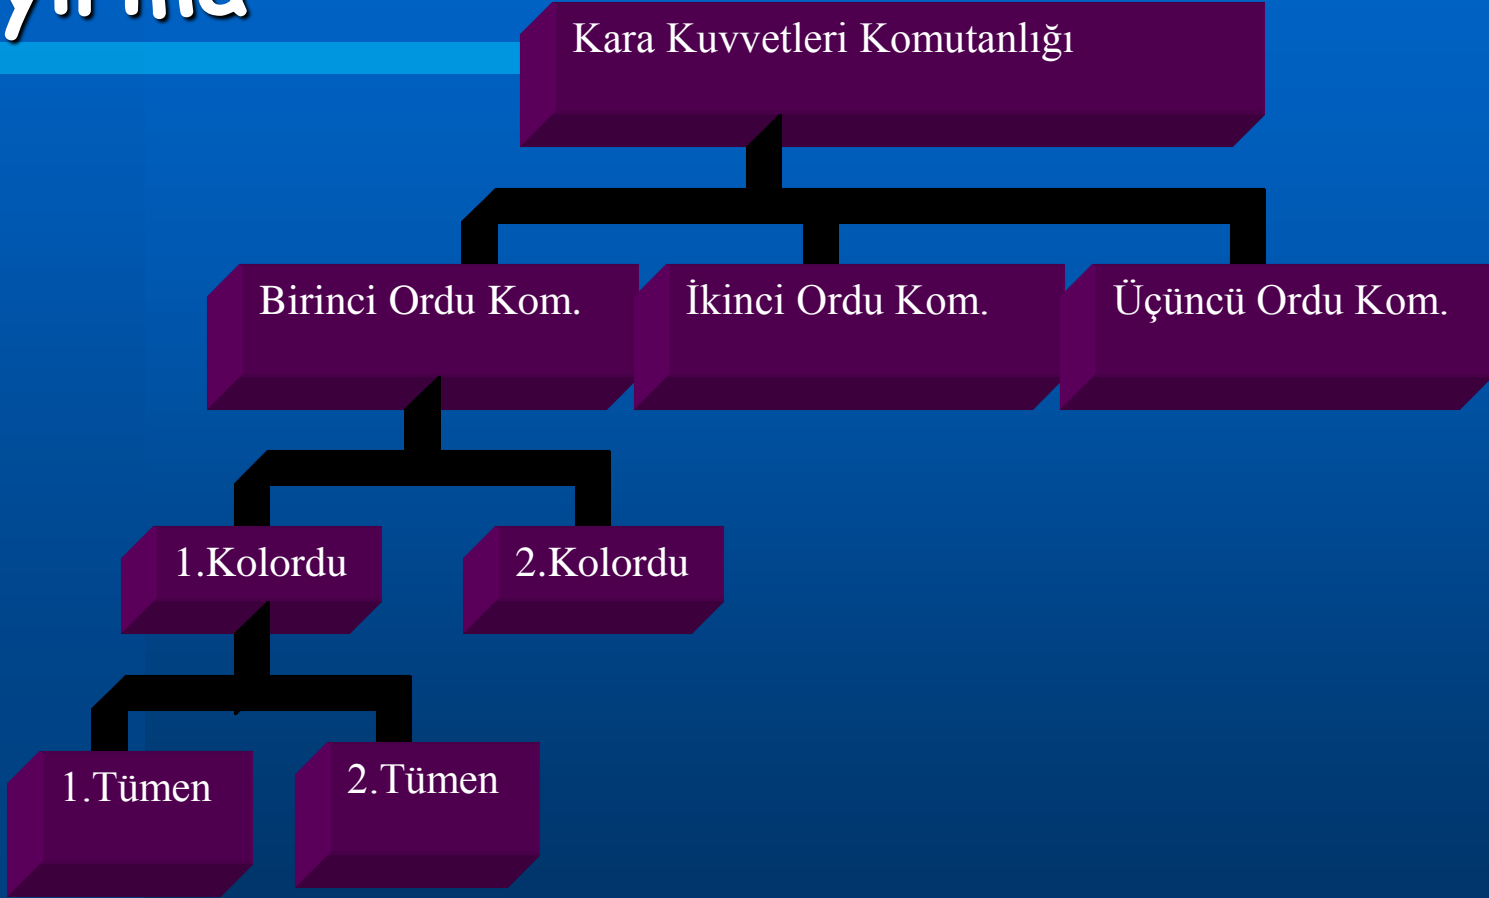 Kara Kuvvetleri Komutanlığı
Birinci Ordu Kom.
İkinci Ordu Kom.
Üçüncü Ordu Kom.
1.Kolordu
2.Kolordu
1.Tümen
2.Tümen